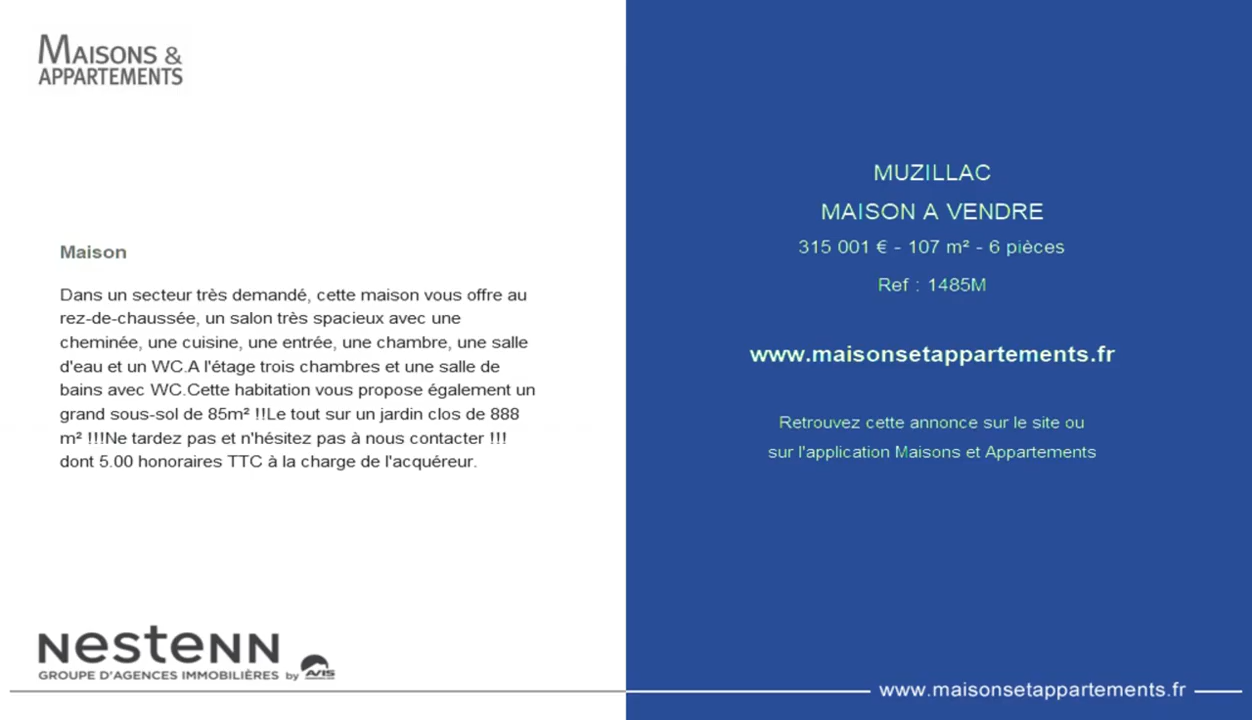 MAISONS &
APPARTEMENTS
Maison
Dans un secteur très demandé, cette maison vous offre au
rez-de-chaussée, un salon très spacieux avec une
cheminée, une cuisine, une entrée, une chambre, une salle
d'eau et un WC.A l'étage trois chambres et une salle de
bains avec WC.Cette habitation vous propose également un
grand sous-sol de 85m² !!Le tout sur un jardin clos de 888
m² !!!Ne tardez pas et n'hésitez pas à nous contacter !!!
dont 5.00 honoraires TTC à la charge de l'acquéreur.
Nestenn
GROUPE D'AGENCES IMMOBILIÈRES by AVIS
MUZILLAC
MAISON A VENDRE
315 001 € - 107 m² - 6 pièces
Ref : 1485M
www.maisonsetappartements.fr
Retrouvez cette annonce sur le site ou
sur l'application Maisons et Appartements
www.maisonsetappartements.fr